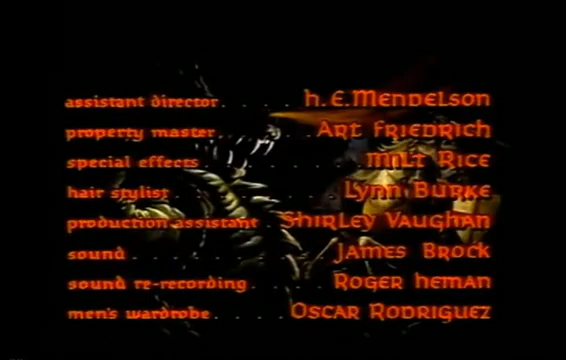 assistant director . . . . . . h. E. Mendelson
property master . . . . . . Art Friedrich
special effects . . . . . . Milt Rice
hair stylist . . . . . . Lynn Burke
production assistant Shirley Vaughan
sound . . . . . . James Brock
sound re-recording . . . . . . Roger heman
men's wardrobe . . . . . . Oscar Rodriguez